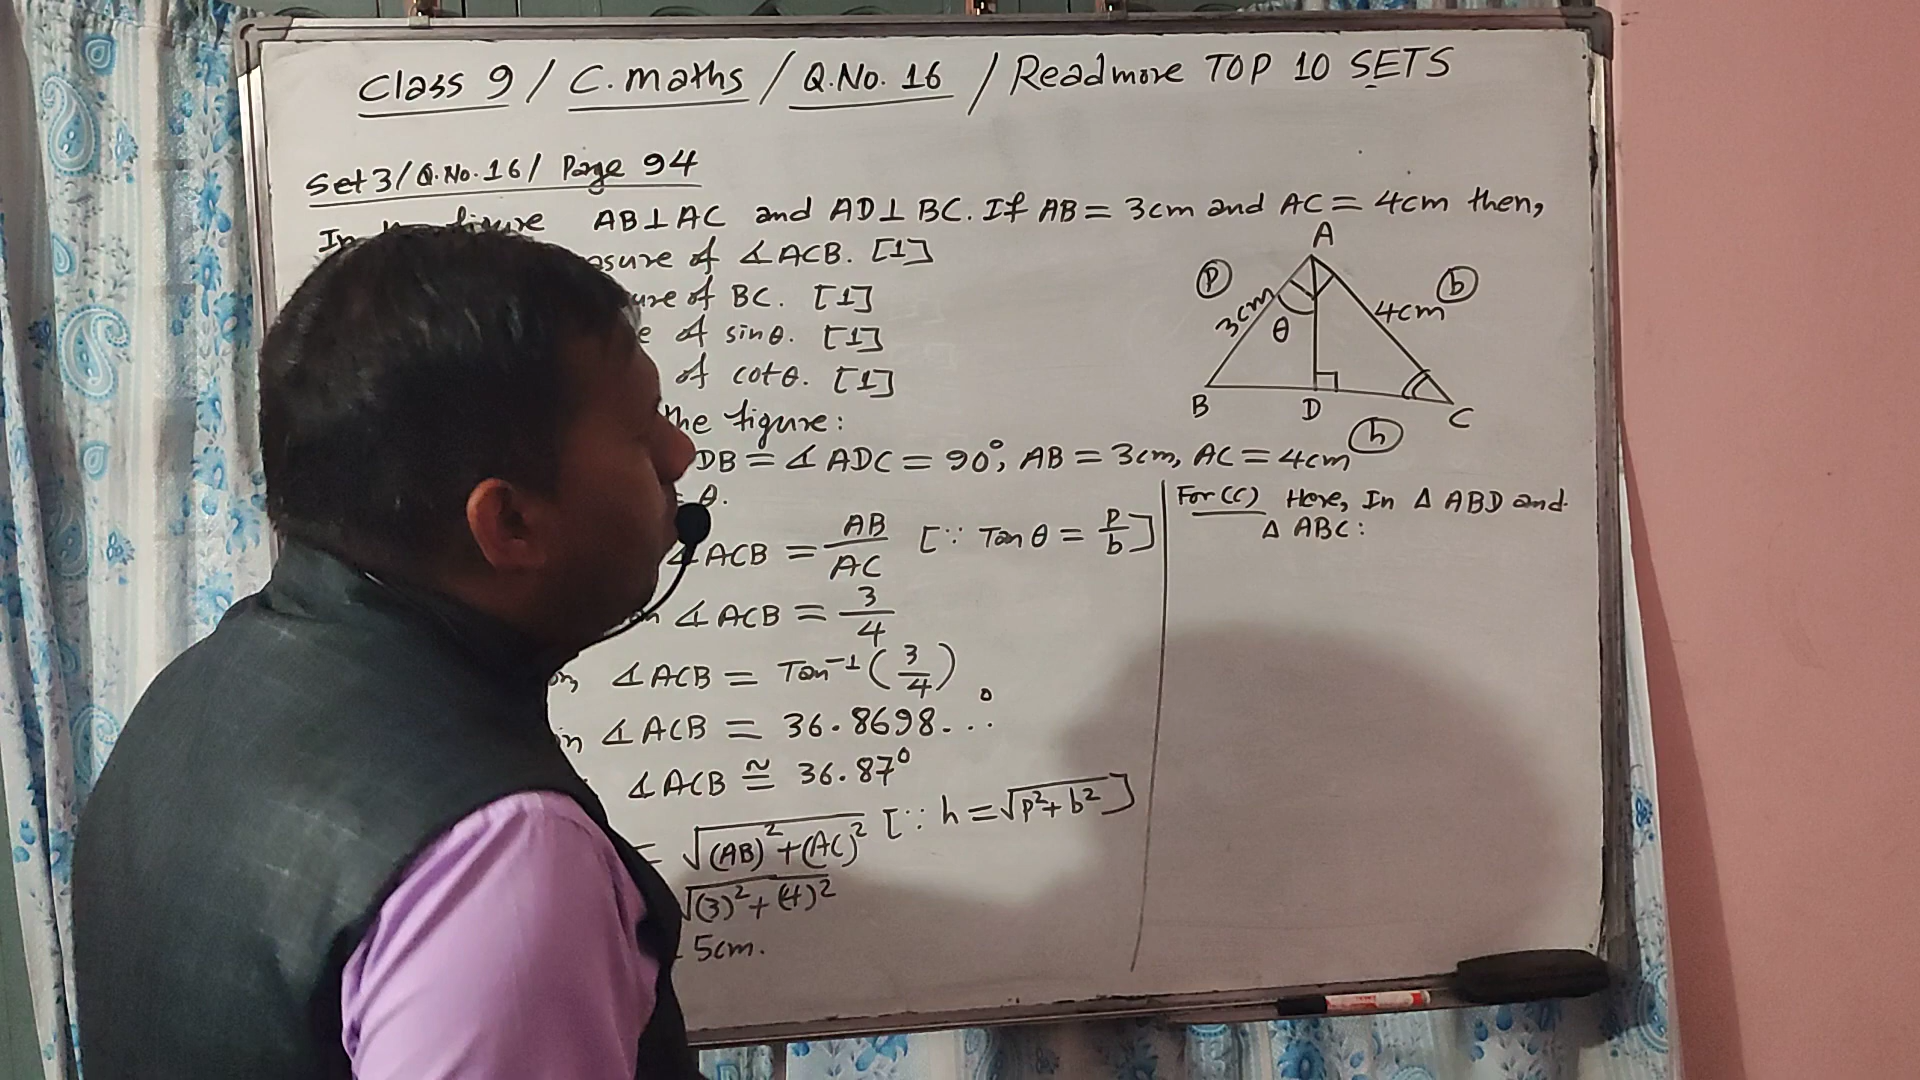 Class 9 / C. maths / Q.No. 16 / Readmore TOP 10 SETS
Set 3/Q.No.16/ Page 94
In figure AB⊥AC and AD⊥BC. If AB = 3cm and AC = 4cm then,
∡ACB. [1]
of BC. [1]
of sinθ. [1]
of cotθ. [1]
the figure:
DB = ∡ADC = 90°, AB = 3cm, AC = 4cm
= θ.
∡ACB = AB/AC [∵ Tanθ = p/b]
∡ACB = 3/4
∡ACB = Tan⁻¹(3/4)
∡ACB = 36.8698...°
∡ACB ≅ 36.87°
= √(AB)²+(AC)² [∵ h = √p²+b²]
√(3)²+(4)²
5cm.
A
p
b
3cm
4cm
θ
B
D
C
h
For (c) Here, In Δ ABD and
Δ ABC: